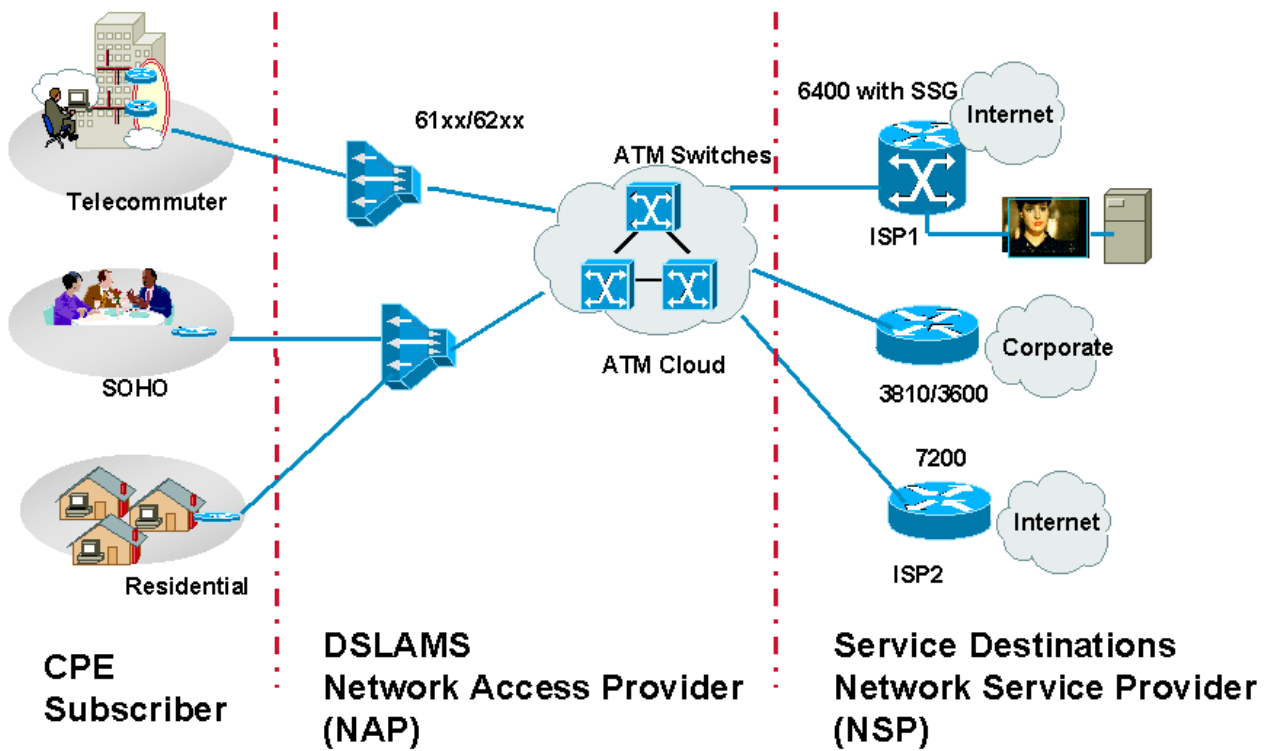 61xx/62xx
6400 with SSG
Internet
ATM Switches
Telecommuter
ISP1
SOHO
ATM Cloud
Corporate
3810/3600
7200
Internet
Residential
ISP2
CPE
Subscriber
DSLAMS
Network Access Provider
(NAP)
Service Destinations
Network Service Provider
(NSP)